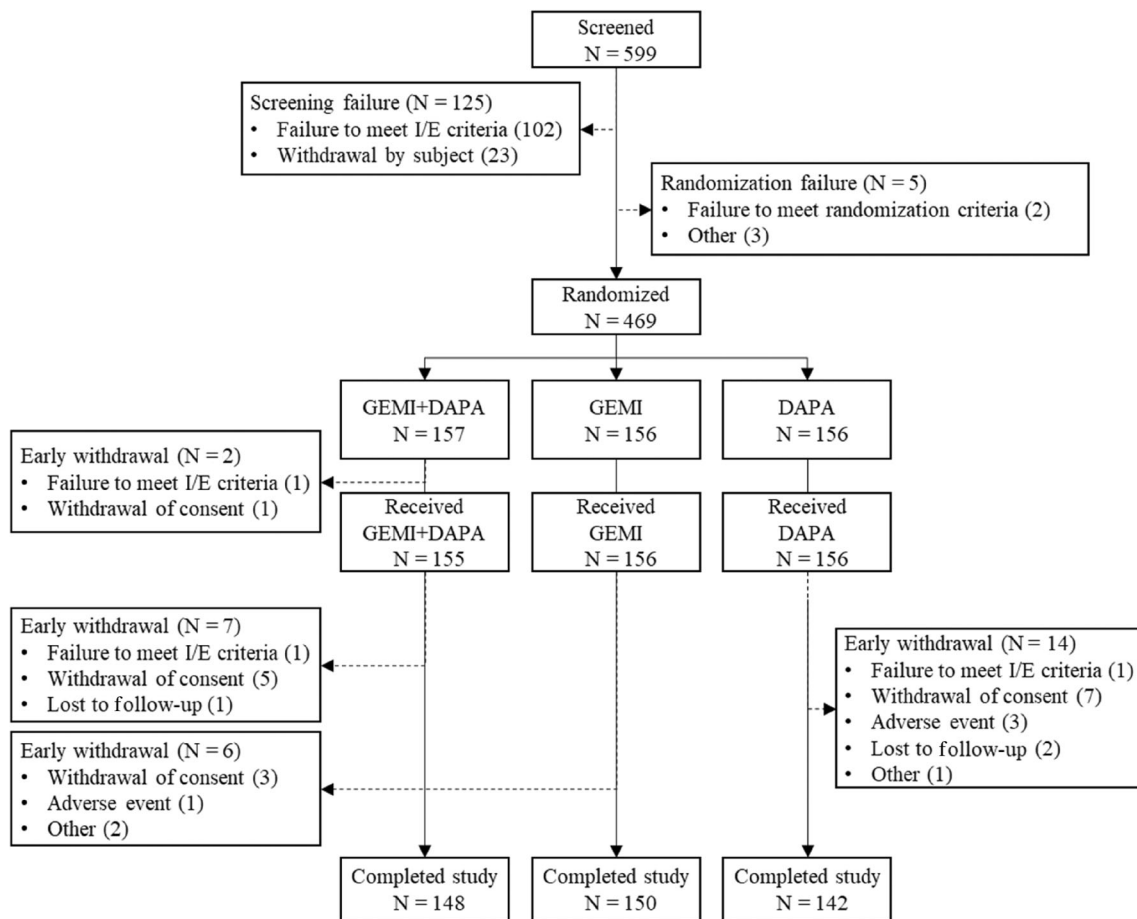 Screened
N = 599
Screening failure (N = 125)
• Failure to meet I/E criteria (102)
• Withdrawal by subject (23)
Randomization failure (N = 5)
• Failure to meet randomization criteria (2)
• Other (3)
Randomized
N = 469
GEMI+DAPA
N = 157
GEMI
N = 156
DAPA
N = 156
Early withdrawal (N = 2)
• Failure to meet I/E criteria (1)
• Withdrawal of consent (1)
Received
GEMI+DAPA
N = 155
Received
GEMI
N = 156
Received
DAPA
N = 156
Early withdrawal (N = 7)
• Failure to meet I/E criteria (1)
• Withdrawal of consent (5)
• Lost to follow-up (1)
Early withdrawal (N = 14)
• Failure to meet I/E criteria (1)
• Withdrawal of consent (7)
• Adverse event (3)
• Lost to follow-up (2)
• Other (1)
Early withdrawal (N = 6)
• Withdrawal of consent (3)
• Adverse event (1)
• Other (2)
Completed study
N = 148
Completed study
N = 150
Completed study
N = 142